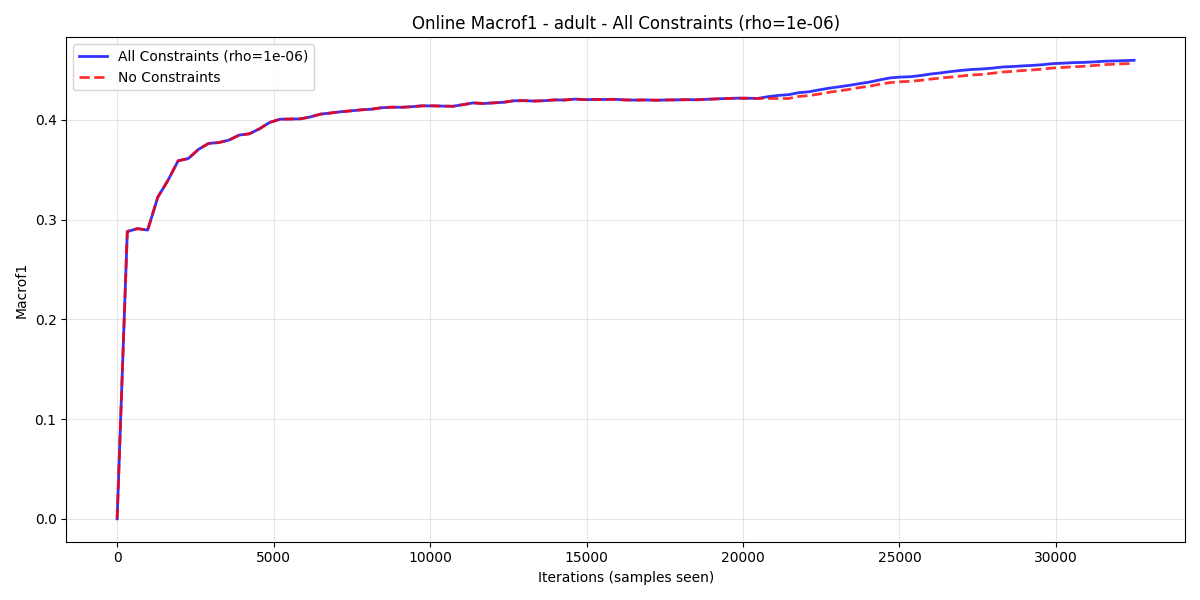 Online Macrof1 - adult - All Constraints (rho=1e-06)
All Constraints (rho=1e-06)
No Constraints
Macrof1
0.4
0.3
0.2
0.1
0.0
0 5000 10000 15000 20000 25000 30000
Iterations (samples seen)